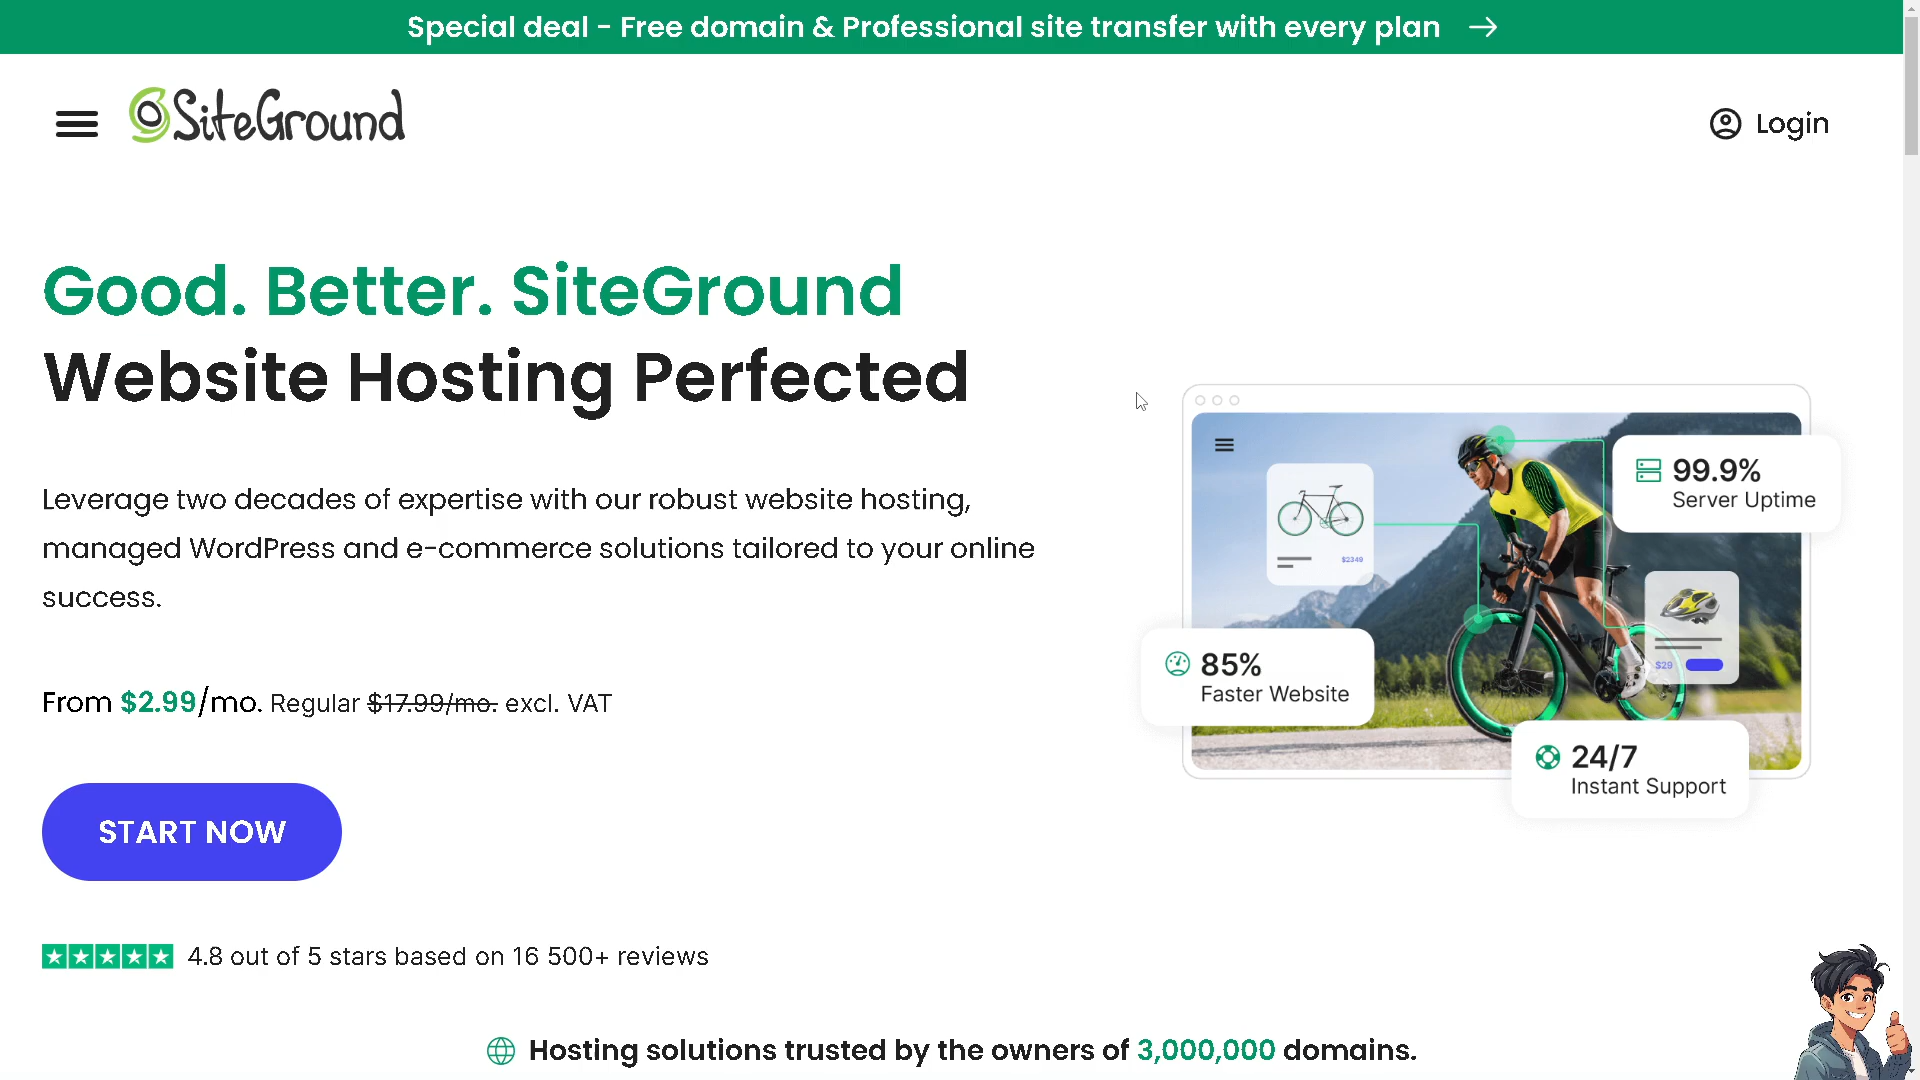 Special deal - Free domain & Professional site transfer with every plan
SiteGround
Login
Good. Better. SiteGround
Website Hosting Perfected
Leverage two decades of expertise with our robust website hosting,
managed WordPress and e-commerce solutions tailored to your online
success.
From $2.99/mo. Regular $17.99/mo. excl. VAT
START NOW
4.8 out of 5 stars based on 16 500+ reviews
99.9%
Server Uptime
$2349
85%
Faster Website
$29
24/7
Instant Support
Hosting solutions trusted by the owners of 3,000,000 domains.